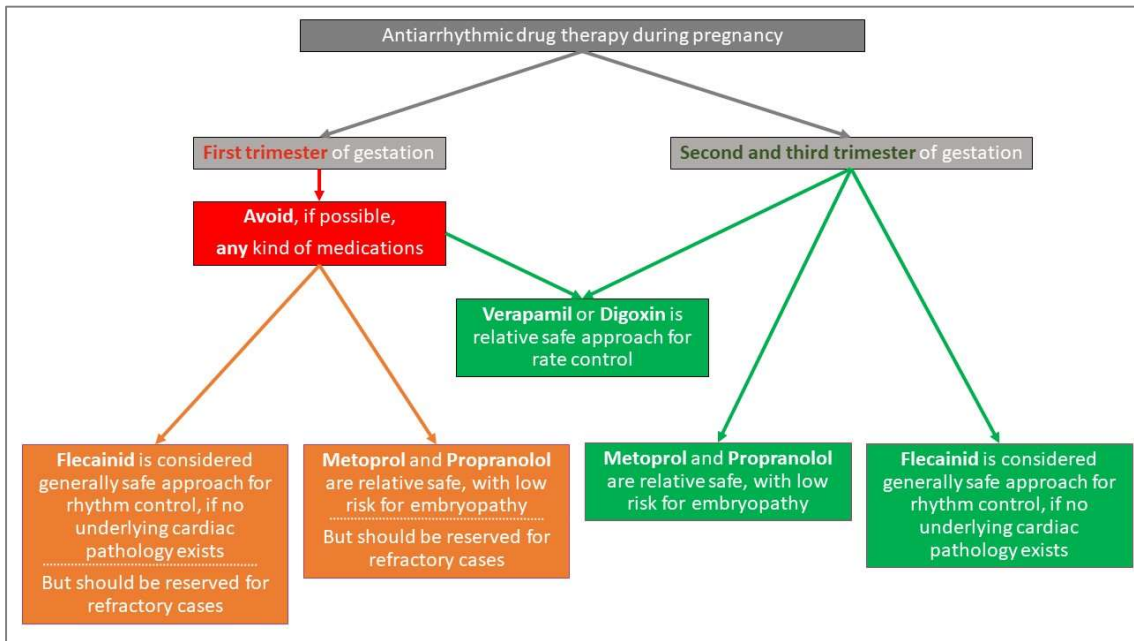 Antiarrhythmic drug therapy during pregnancy
First trimester of gestation
Second and third trimester of gestation
Avoid, if possible,
any kind of medications
Verapamil or Digoxin is
relative safe approach for
rate control
Flecainid is considered
generally safe approach for
rhythm control, if no
underlying cardiac
pathology exists
But should be reserved for
refractory cases
Metoprol and Propranolol
are relative safe, with low
risk for embryopathy
But should be reserved for
refractory cases
Metoprol and Propranolol
are relative safe, with low
risk for embryopathy
Flecainid is considered
generally safe approach for
rhythm control, if no
underlying cardiac
pathology exists